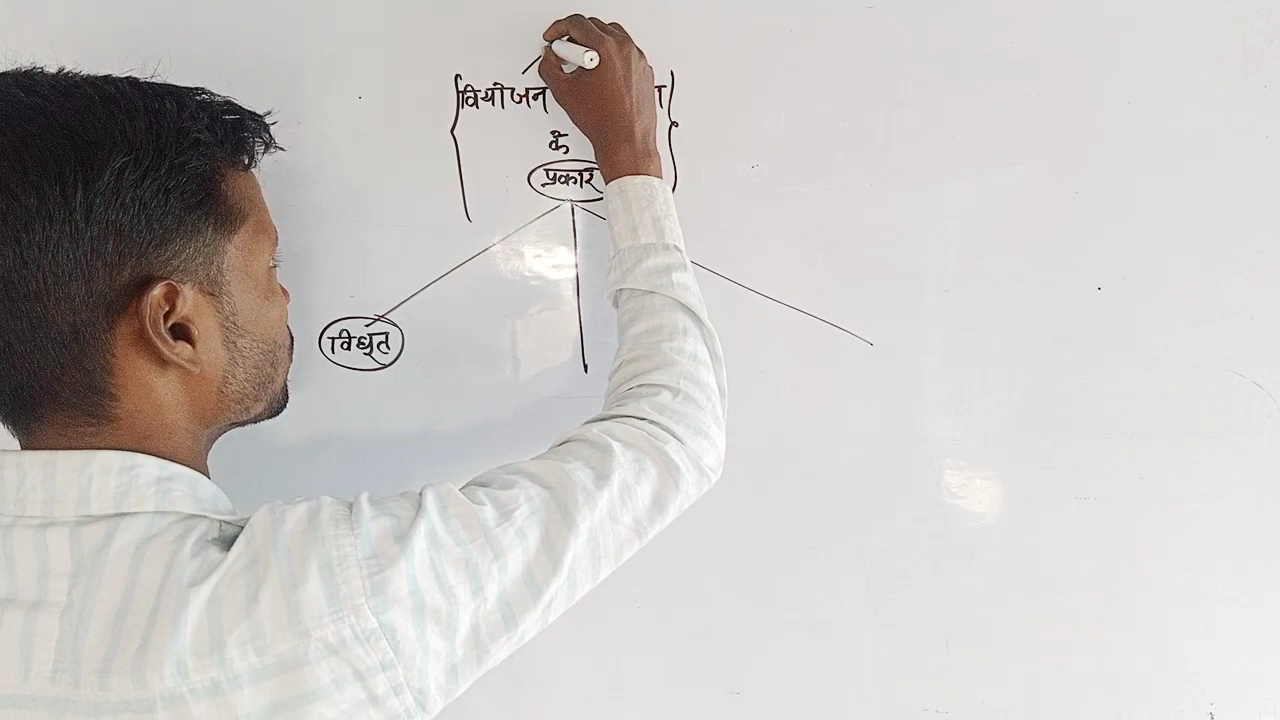 वियोजन
के
प्रकार
विधुत